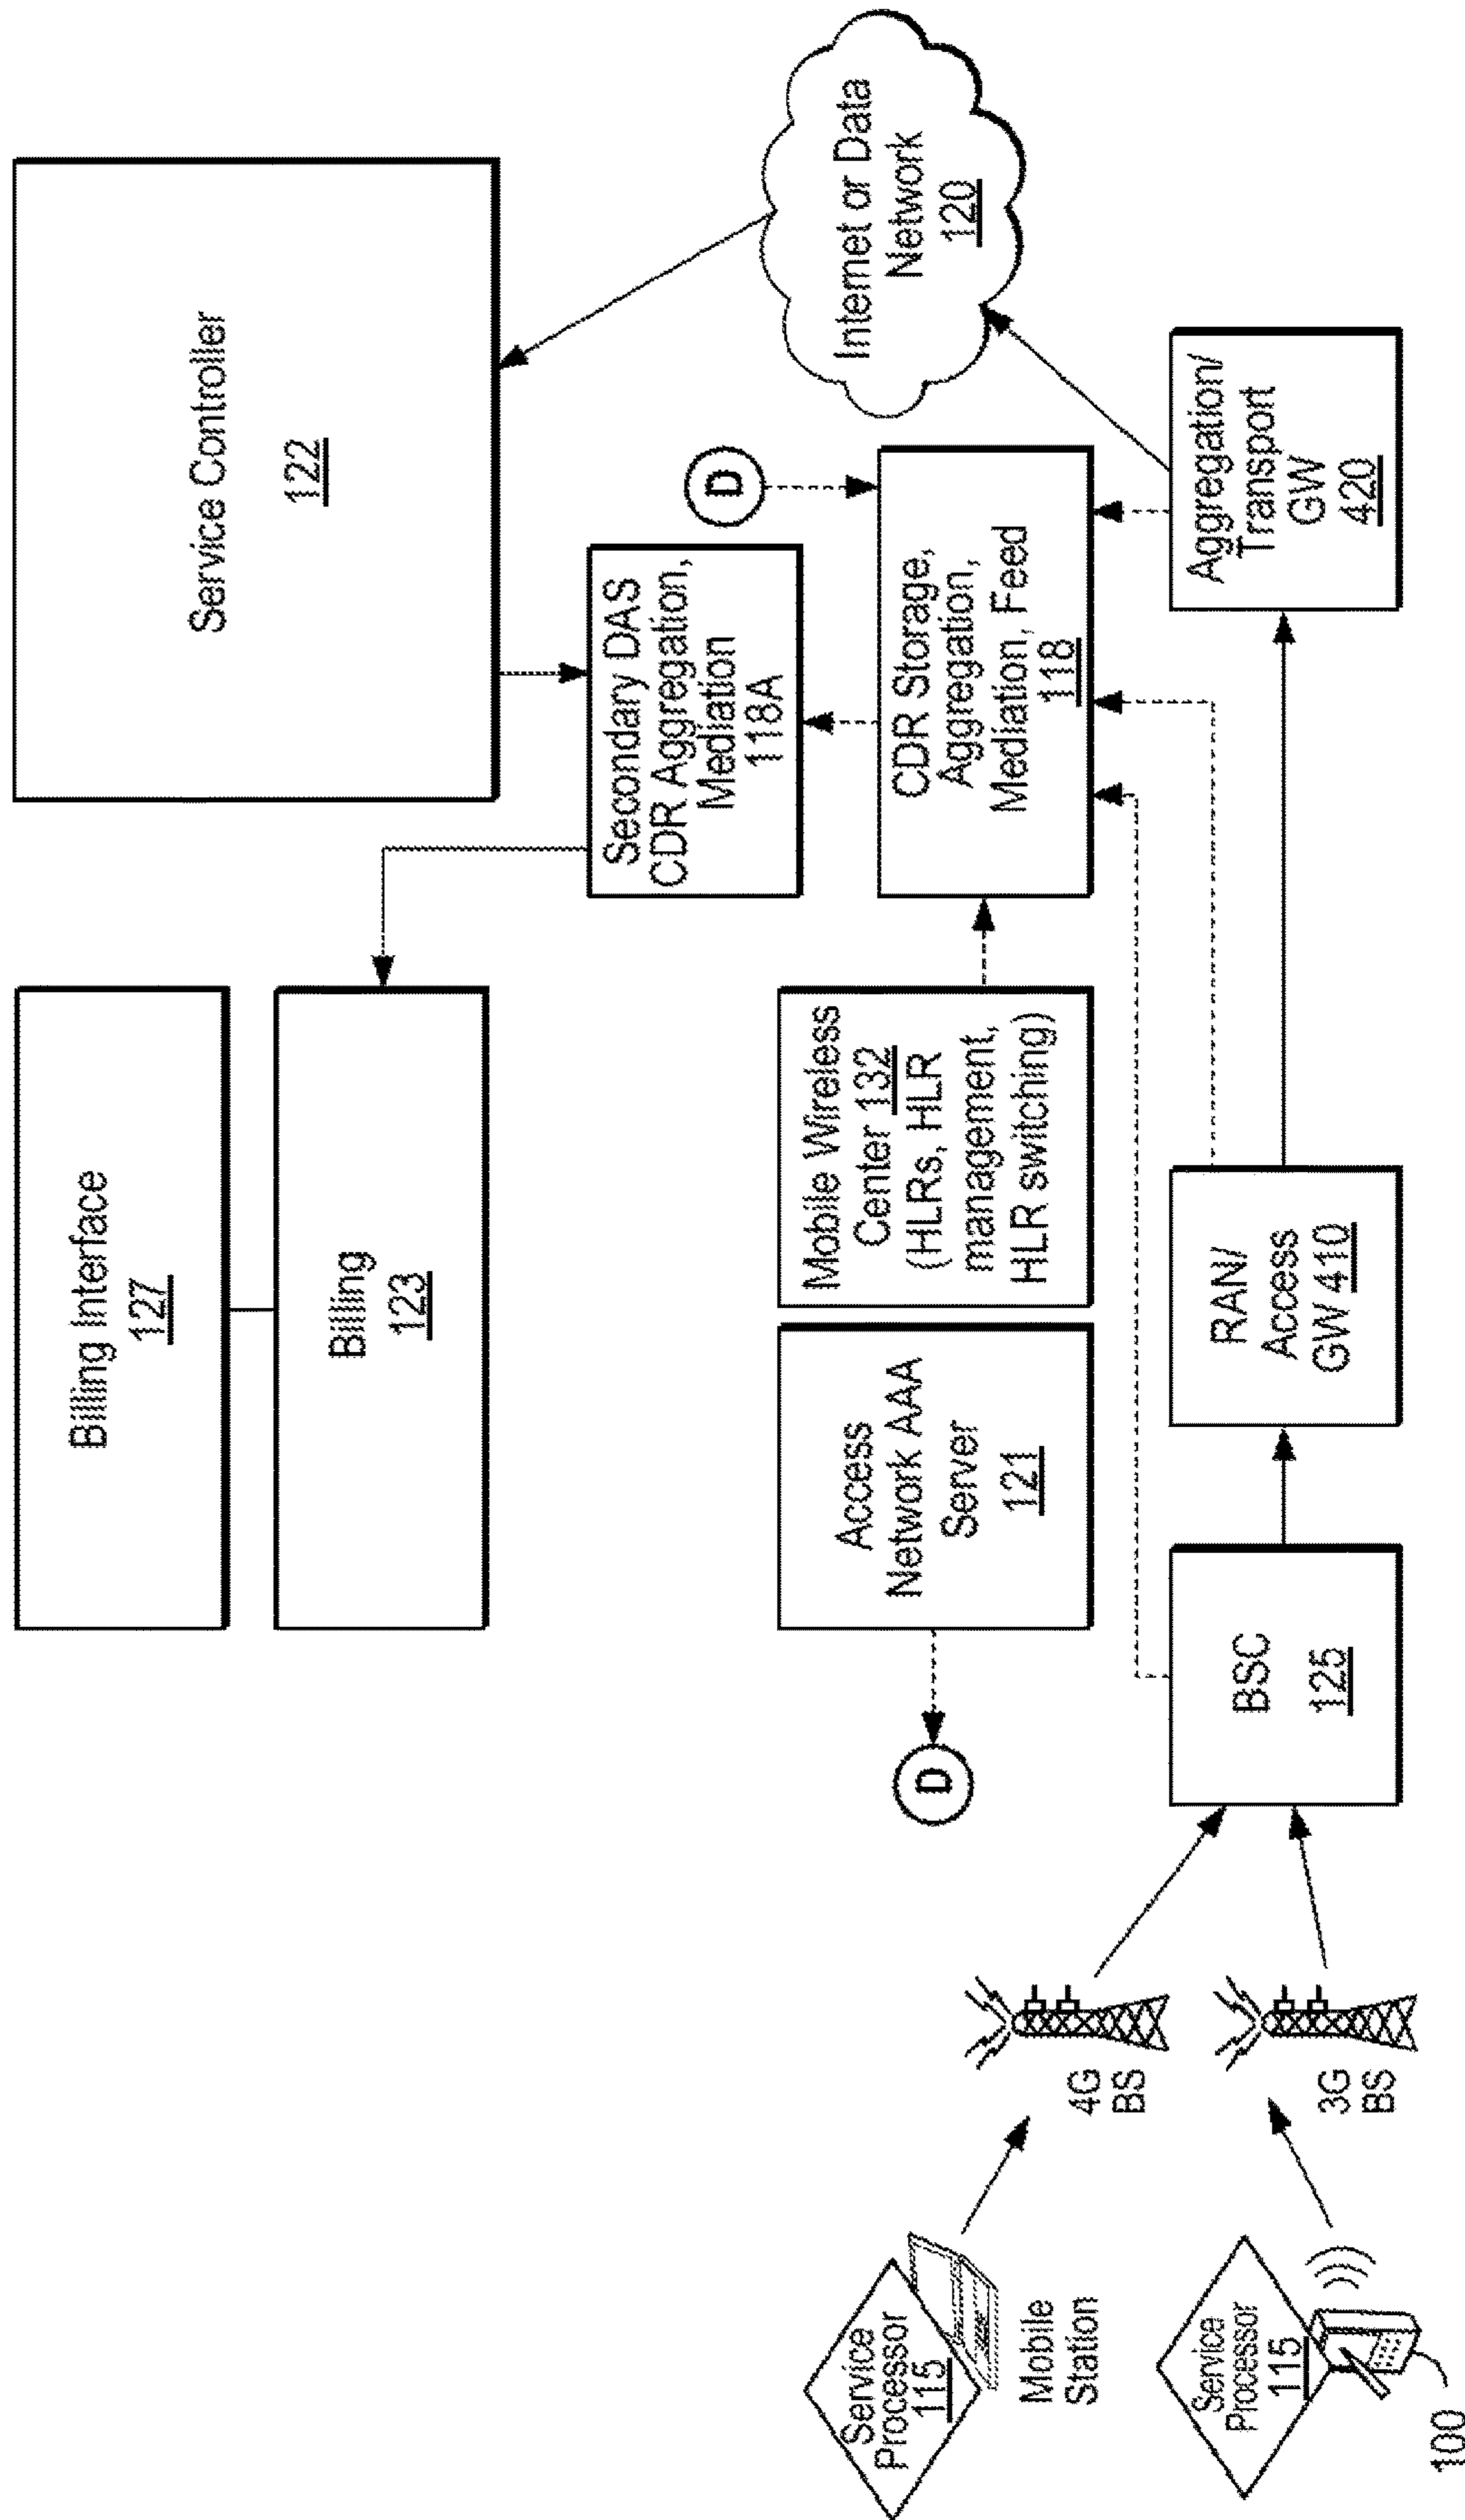 Billing Interface
127
Billing
123
Service Controller
122
Secondary DAS
CDR Aggregation,
Mediation
118A
D
Access
Network AAA
Server
121
Mobile Wireless
Center 132
(HLRs, HLR
management,
HLR switching)
CDR Storage,
Aggregation,
Mediation, Feed
118
Internet or Data
Network
120
D
Service
Processor
115
Mobile
Station
4G
BS
Service
Processor
115
100
3G
BS
BSC
125
RAN/
Access
GW 410
Aggregation/
Transport
GW
420